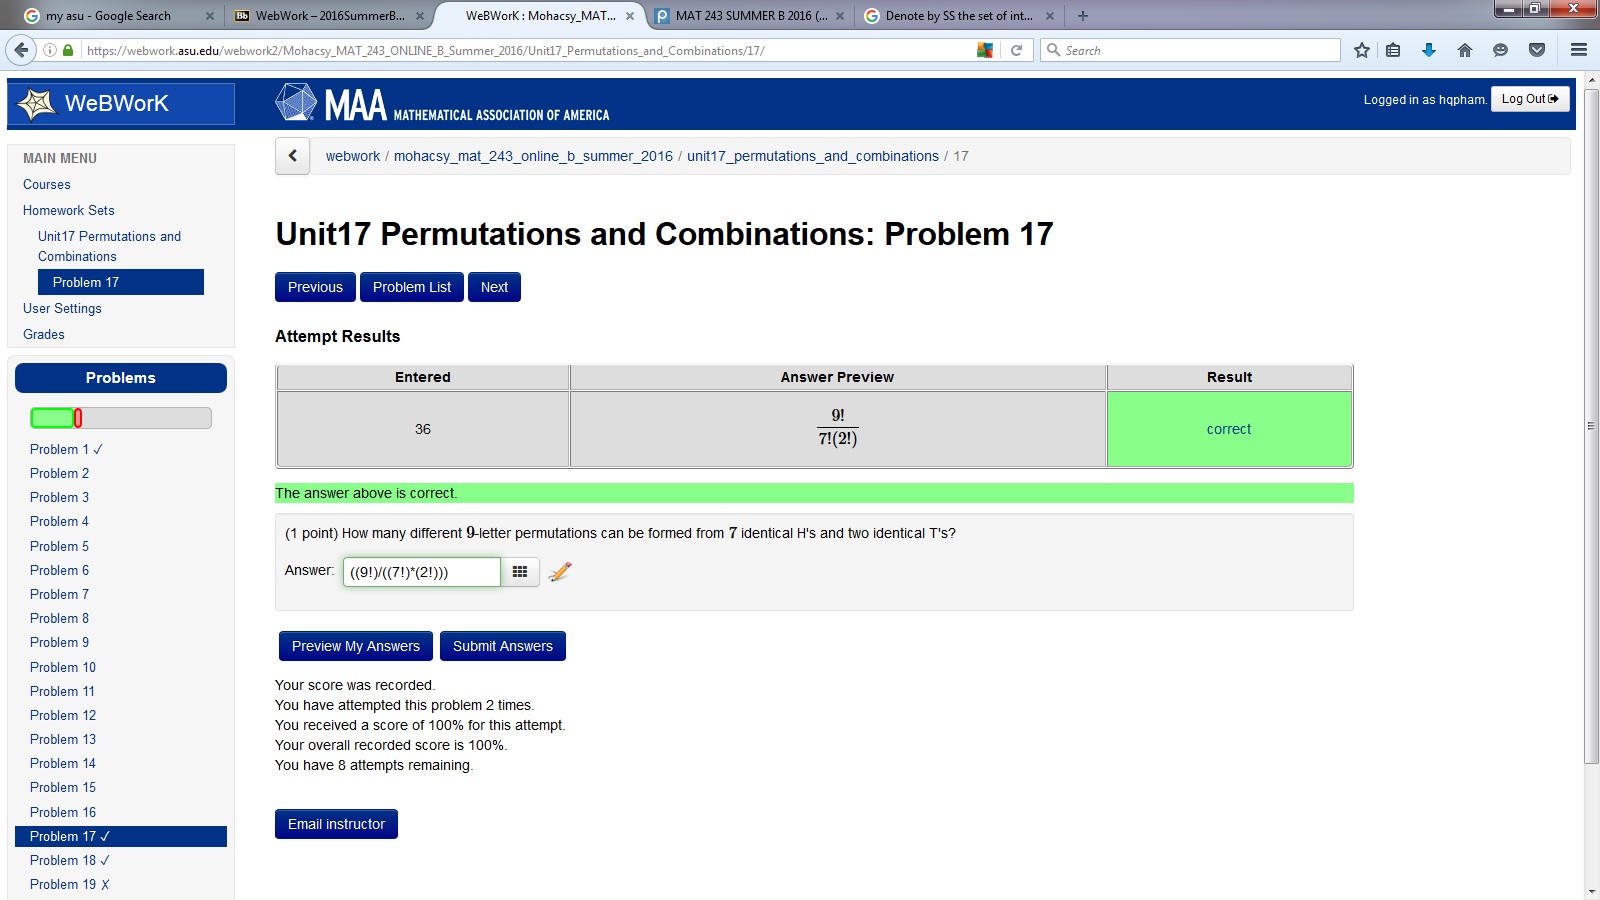 my asu - Google Search
WebWork – 2016SummerB...
WeBWorK : Mohacsy_MAT...
MAT 243 SUMMER B 2016 (...
Denote by SS the set of int...
https://webwork.asu.edu/webwork2/Mohacsy_MAT_243_ONLINE_B_Summer_2016/Unit17_Permutations_and_Combinations/17/
Search
WeBWorK
MAA MATHEMATICAL ASSOCIATION OF AMERICA
Logged in as hqpham.
Log Out
MAIN MENU
Courses
Homework Sets
Unit17 Permutations and
Combinations
Problem 17
User Settings
Grades
Problems
Problem 1 ✓
Problem 2
Problem 3
Problem 4
Problem 5
Problem 6
Problem 7
Problem 8
Problem 9
Problem 10
Problem 11
Problem 12
Problem 13
Problem 14
Problem 15
Problem 16
Problem 17 ✓
Problem 18 ✓
Problem 19 ✗
webwork / mohacsy_mat_243_online_b_summer_2016 / unit17_permutations_and_combinations / 17
Unit17 Permutations and Combinations: Problem 17
Previous
Problem List
Next
Attempt Results
Entered
Answer Preview
Result
36
9!
7!(2!)
correct
The answer above is correct.
(1 point) How many different 9-letter permutations can be formed from 7 identical H's and two identical T's?
Answer: ((9!)/((7!)*(2!)))
Preview My Answers
Submit Answers
Your score was recorded.
You have attempted this problem 2 times.
You received a score of 100% for this attempt.
Your overall recorded score is 100%.
You have 8 attempts remaining.
Email instructor